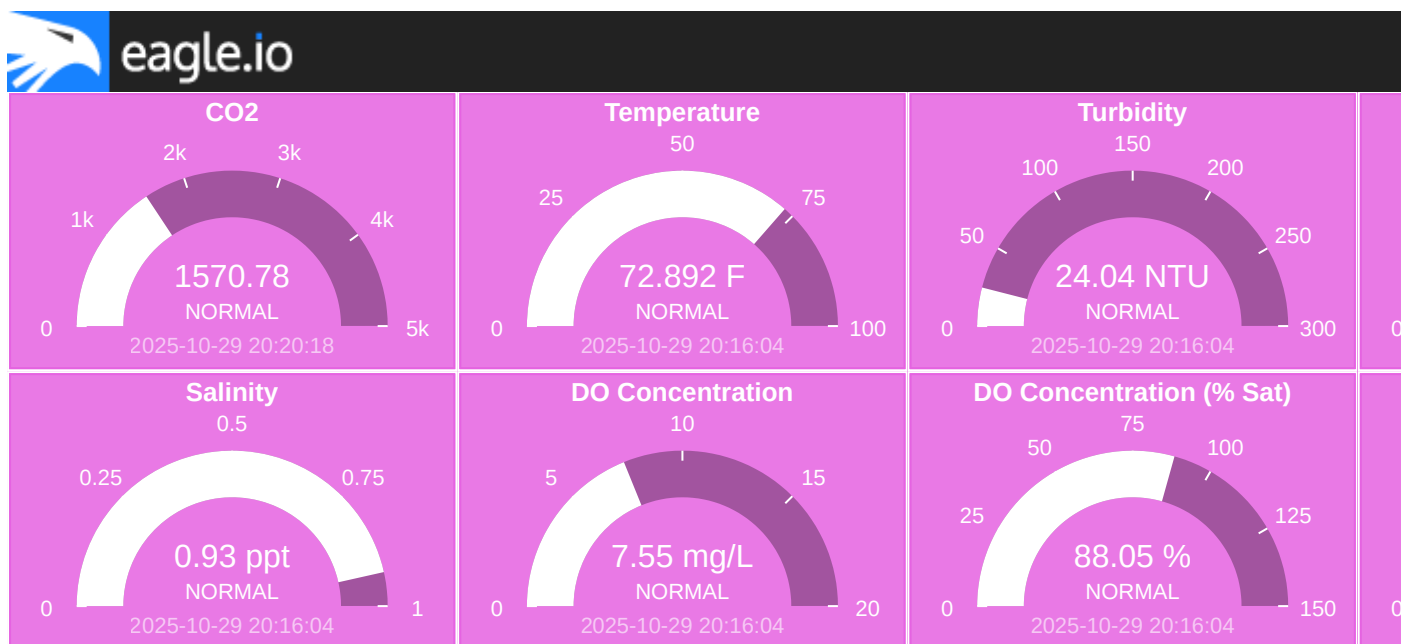 eagle.io
CO2
0
1k
2k
3k
4k
5k
1570.78
NORMAL
2025-10-29 20:20:18
Temperature
0
25
50
75
100
72.892 F
NORMAL
2025-10-29 20:16:04
Turbidity
0
50
100
150
200
250
300
24.04 NTU
NORMAL
2025-10-29 20:16:04
0
Salinity
0
0.25
0.5
0.75
1
0.93 ppt
NORMAL
2025-10-29 20:16:04
DO Concentration
0
5
10
15
20
7.55 mg/L
NORMAL
2025-10-29 20:16:04
DO Concentration (% Sat)
0
25
50
75
100
125
150
88.05 %
NORMAL
2025-10-29 20:16:04
0